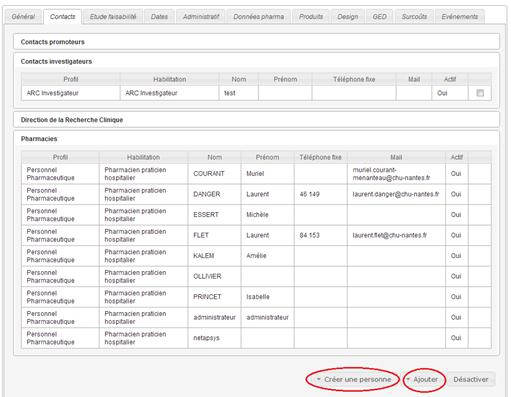 Général Contacts Etude faisabilité Dates Administratif Données pharma Produits Design GED Surcoûts Evénements
Contacts promoteurs
Contacts investigateurs
Profil Habilitation Nom Prénom Téléphone fixe Mail Actif
ARC Investigateur ARC Investigateur test Oui
Direction de la Recherche Clinique
Pharmacies
Profil Habilitation Nom Prénom Téléphone fixe Mail Actif
Personnel Pharmaceutique Pharmacien praticien hospitalier COURANT Muriel muriel.courant-menanteau@chu-nantes.fr Oui
Personnel Pharmaceutique Pharmacien praticien hospitalier DANGER Laurent 46 149 laurent.danger@chu-nantes.fr Oui
Personnel Pharmaceutique Pharmacien praticien hospitalier ESSERT Michèle Oui
Personnel Pharmaceutique Pharmacien praticien hospitalier FLET Laurent 84 153 laurent.flet@chu-nantes.fr Oui
Personnel Pharmaceutique Pharmacien praticien hospitalier KALEM Amélie Oui
Personnel Pharmaceutique Pharmacien praticien hospitalier OLLIVIER Oui
Personnel Pharmaceutique Pharmacien praticien hospitalier PRINCET Isabelle Oui
Personnel Pharmaceutique Pharmacien praticien hospitalier administrateur administrateur Oui
Personnel Pharmaceutique Pharmacien praticien hospitalier netapsys Oui
Créer une personne Ajouter Désactiver